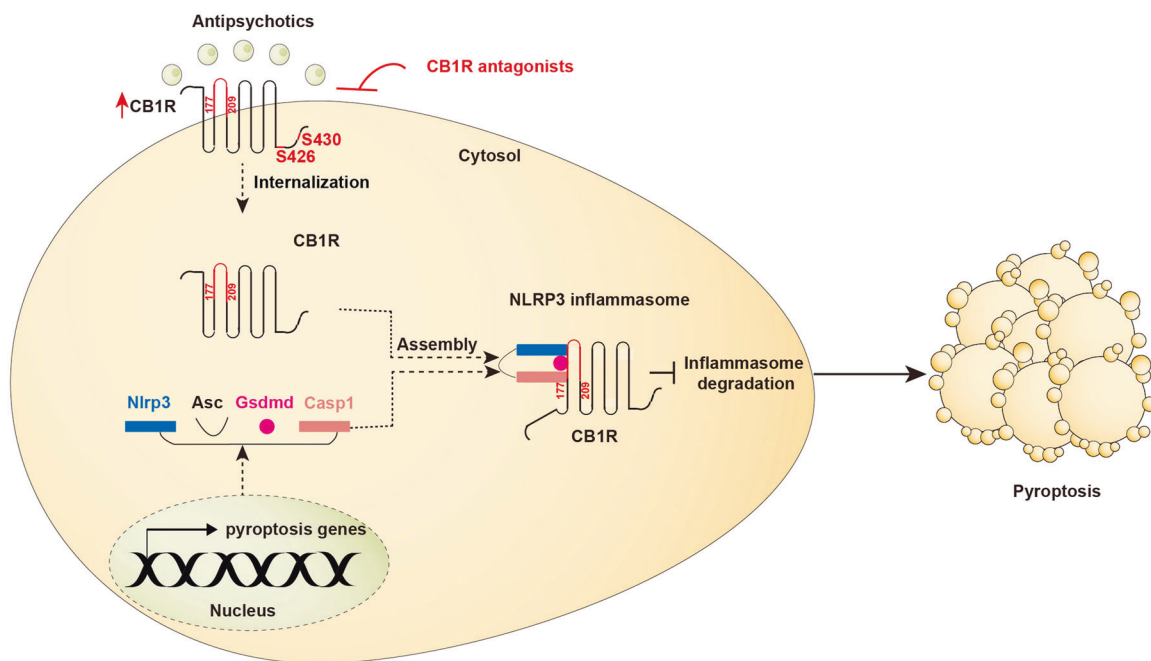 Antipsychotics
CB1R antagonists
CB1R
177
209
S430
S426
Cytosol
Internalization
CB1R
177
209
NLRP3 inflammasome
Assembly
Inflammasome
degradation
177
209
CB1R
Nlrp3 Asc Gsdmd Casp1
Pyroptosis
pyroptosis genes
Nucleus